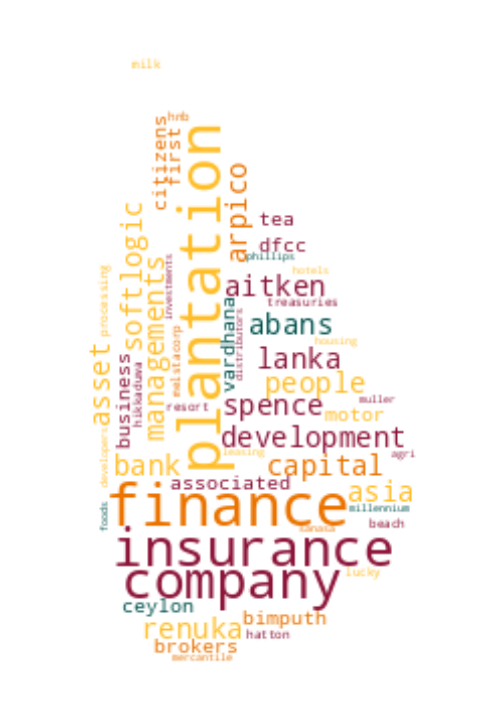 milk
hnb
citizens
first
plantation
arpico
tea
softlogic
dfcc
phillips
managements
investments
processing
hotels
aitken
treasuries
vardhana
distributors
abans
melstacorp
housing
asset
business
hikkaduwa
lanka
people
resort
spence
muller
motor
development
developers
leasing
agri
bank
capital
associated
finance
asia
foods
millennium
sanasa
beach
insurance
company
lucky
ceylon
renuka
bimputh
hatton
brokers
mercantile